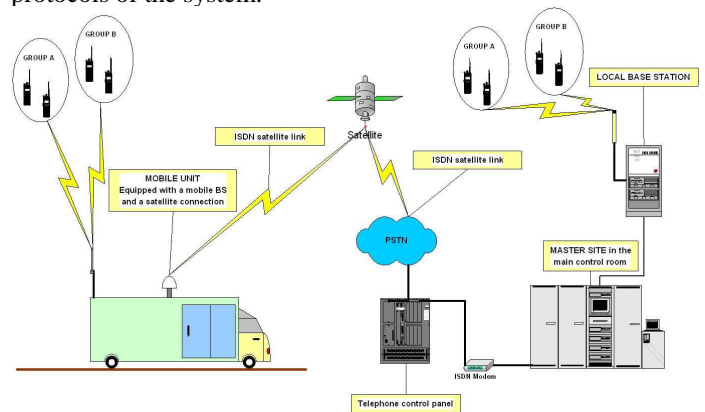 protocols of the system.
GROUP A
GROUP B
GROUP A
GROUP B
LOCAL BASE STATION
ISDN satellite link
Satellite
ISDN satellite link
MOBILE UNIT
Equipped with a mobile BS
and a satellite connection
PSTN
MASTER SITE in the
main control room
ISDN Modem
Telephone control panel